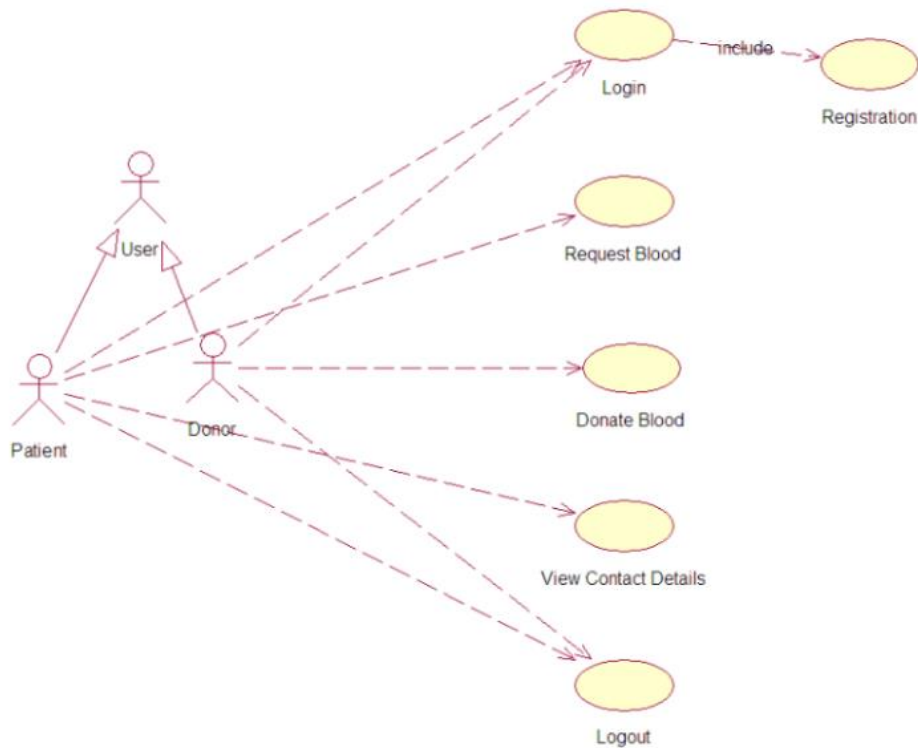 Login
include
Registration
User
Request Blood
Donor
Donate Blood
Patient
View Contact Details
Logout